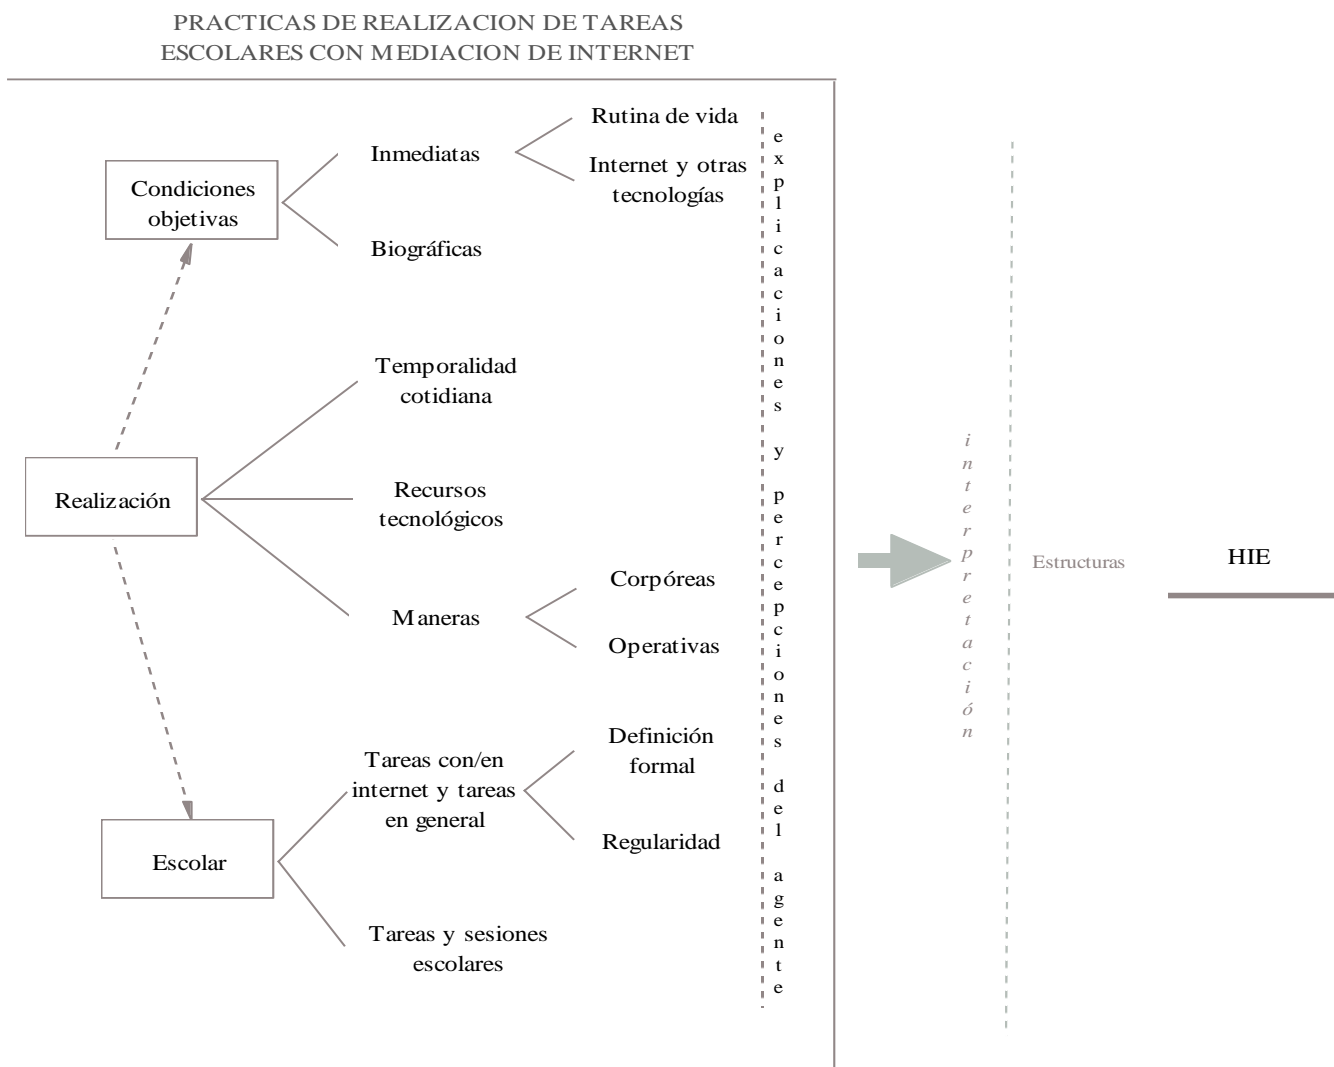 PRACTICAS DE REALIZACION DE TAREAS
ESCOLARES CON MEDIACION DE INTERNET
Condiciones
objetivas
Inmediatas
Rutina de vida
Internet y otras
tecnologías
Biográficas
Realización
Temporalidad
cotidiana
Recursos
tecnológicos
Maneras
Corpóreas
Operativas
Escolar
Tareas con/en
internet y tareas
en general
Definición
formal
Regularidad
Tareas y sesiones
escolares
explicaciones y percepciones del agente
interpretación
Estructuras
HIE